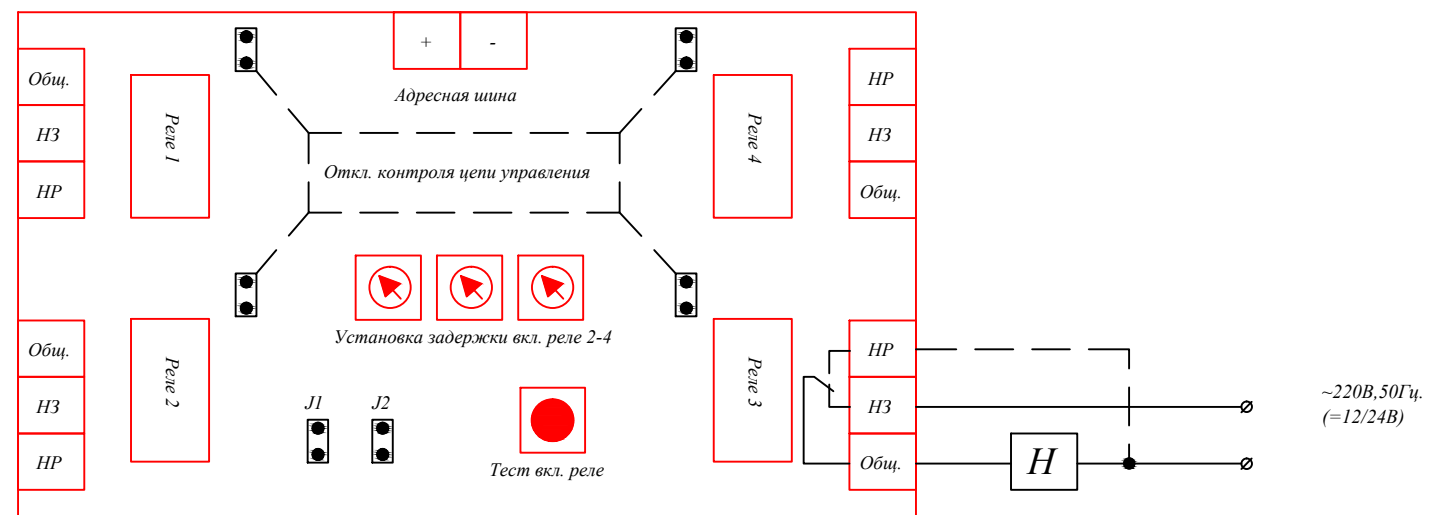 + -
Адресная шина
Общ.
НЗ
НР
Реле 1
Реле 4
НР
НЗ
Общ.
Откл. контроля цепи управления
Установка задержки вкл. реле 2-4
Общ.
НЗ
НР
Реле 2
J1 J2
Тест вкл. реле
Реле 3
НР
НЗ
Общ.
Н
~220В,50Гц.
(=12/24В)